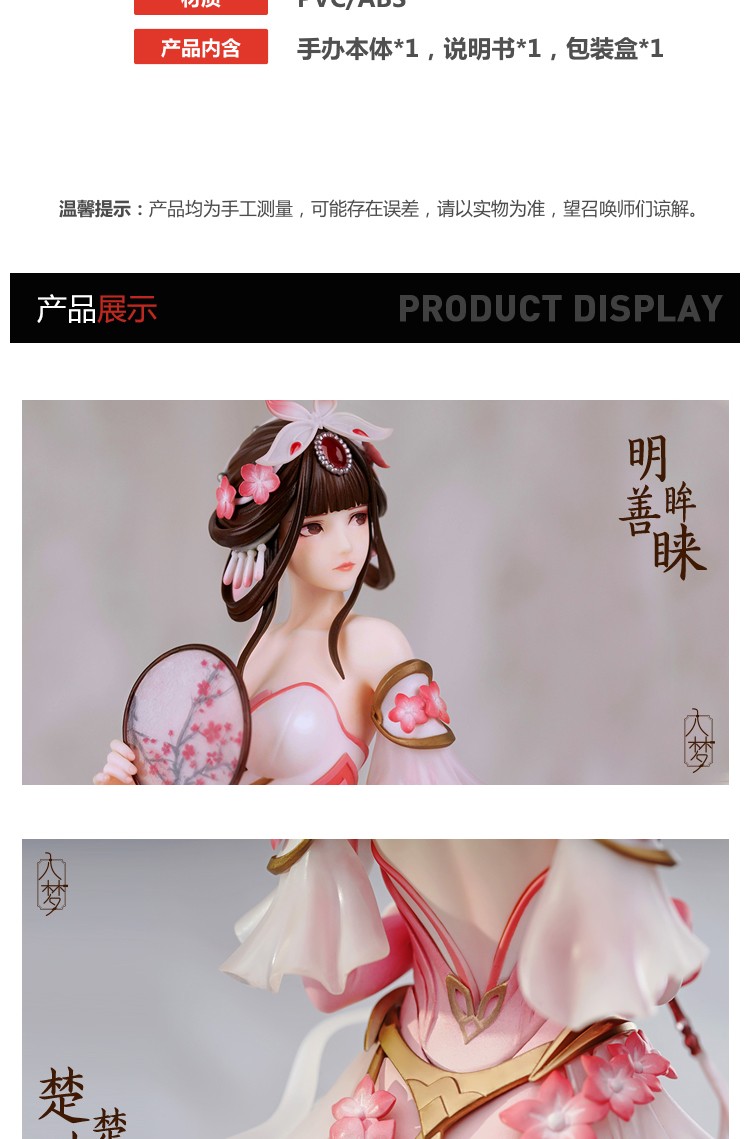 材质 PVC/ABS
产品内含 手办本体*1，说明书*1，包装盒*1
温馨提示：产品均为手工测量，可能存在误差，请以实物为准，望召唤师们谅解。
产品展示 PRODUCT DISPLAY
明眸
善睐
入梦
入梦
楚楚